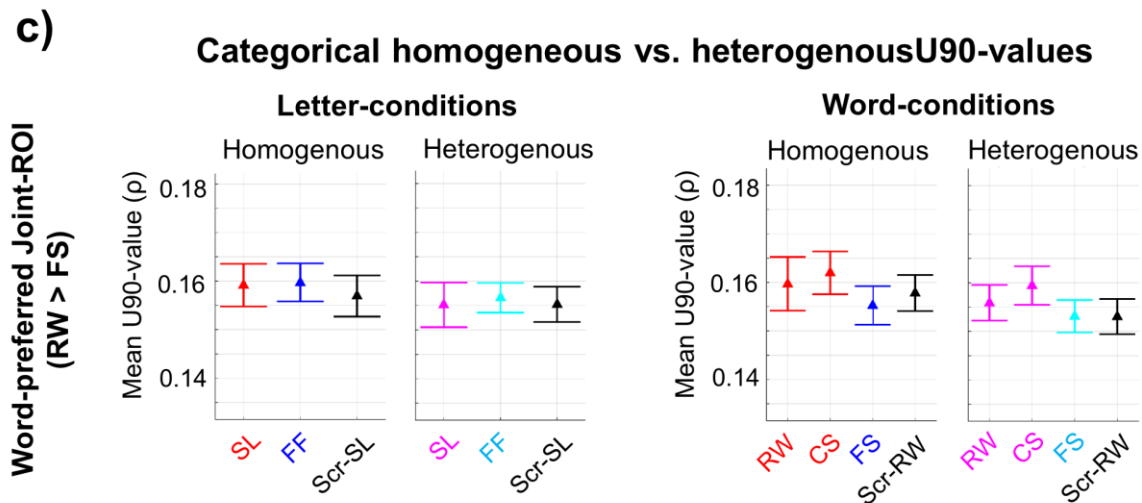 c)
Categorical homogeneous vs. heterogenousU90-values
Word-preferred Joint-ROI
(RW > FS)
Letter-conditions
Homogenous
Heterogenous
Mean U90-value (ρ)
0.18
0.16
0.14
SL
FF
Scr-SL
SL
FF
Scr-SL
Word-conditions
Homogenous
Heterogenous
Mean U90-value (ρ)
0.18
0.16
0.14
RW
CS
FS
Scr-RW
RW
CS
FS
Scr-RW